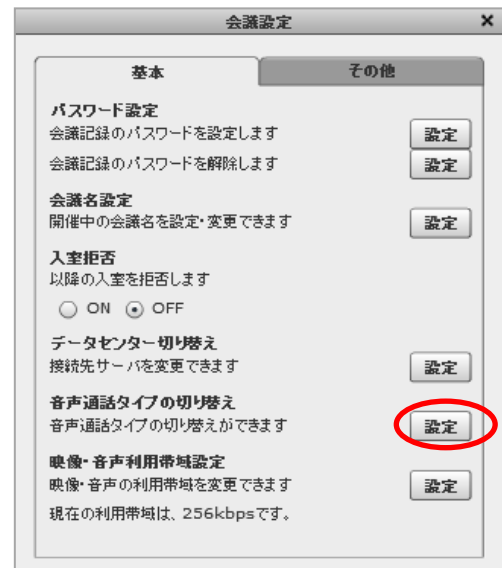 会議設定 ×
基本 その他
パスワード設定
会議記録のパスワードを設定します 設定
会議記録のパスワードを解除します 設定
会議名設定
開催中の会議名を設定・変更できます 設定
入室拒否
以降の入室を拒否します
ON OFF
データセンター切り替え
接続先サーバを変更できます 設定
音声通話タイプの切り替え
音声通話タイプの切り替えができます 設定
映像・音声利用帯域設定
映像・音声の利用帯域を変更できます 設定
現在の利用帯域は、256kbpsです。